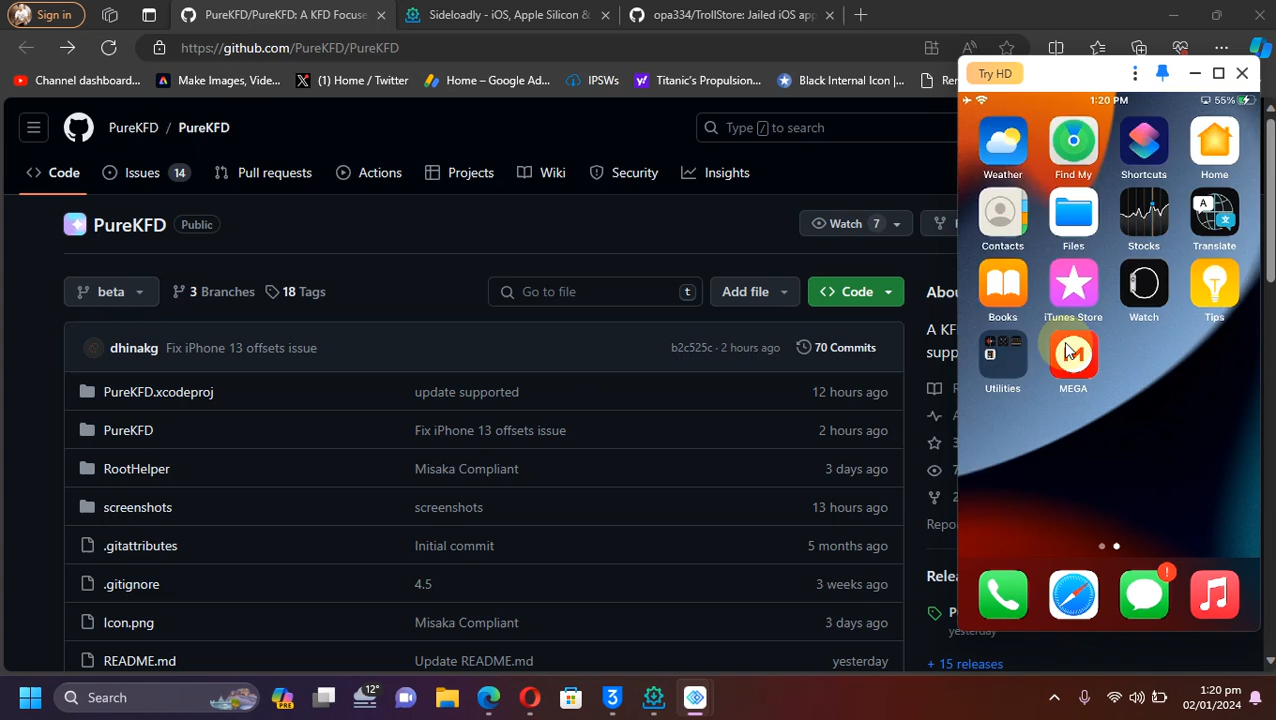 Sign in
PureKFD/PureKFD: A KFD Focuse
Sideloadly - iOS, Apple Silicon &
opa334/TrollStore: Jailed iOS app
https://github.com/PureKFD/PureKFD
Channel dashboard...
Make Images, Vid...
(1) Home / Twitter
Home – Google Ad...
IPSWs
Titanic's Propulsion...
Black Internal Icon |...
Try HD
PureKFD / PureKFD
Type / to search
Code
Issues 14
Pull requests
Actions
Projects
Wiki
Security
Insights
PureKFD
Public
Watch 7
beta
3 Branches
18 Tags
Go to file
t
Add file
Code
dhinakg Fix iPhone 13 offsets issue
b2c525c · 2 hours ago
70 Commits
PureKFD.xcodeproj update supported 12 hours ago
PureKFD Fix iPhone 13 offsets issue 2 hours ago
RootHelper Misaka Compliant 3 days ago
screenshots screenshots 13 hours ago
.gitattributes Initial commit 5 months ago
.gitignore 4.5 3 weeks ago
Icon.png Misaka Compliant 3 days ago
README.md Update README.md yesterday
Abou
A KF
supp
Repo
Relea
yesterday
+ 15 releases
1:20 PM
55%
Weather
Find My
Shortcuts
Home
Contacts
Files
Stocks
Translate
Books
iTunes Store
Watch
Tips
Utilities
MEGA
Search
PRE
12°
1:20 pm
02/01/2024